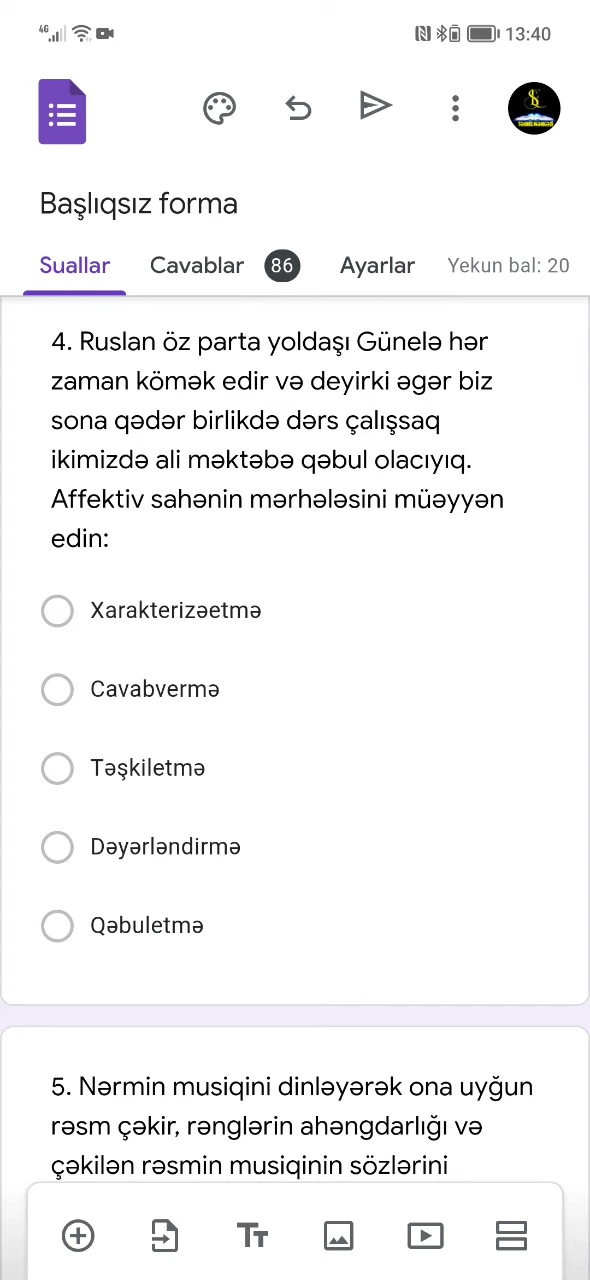 4G 13:40
Başlıqsız forma
Suallar Cavablar 86 Ayarlar Yekun bal: 20
4. Ruslan öz parta yoldaşı Günelə hər
zaman kömək edir və deyirki əgər biz
sona qədər birlikdə dərs çalışsaq
ikimizdə ali məktəbə qəbul olacıyıq.
Affektiv sahənin mərhələsini müəyyən
edin:
Xarakterizəetmə
Cavabvermə
Təşkiletmə
Dəyərləndirmə
Qəbuletmə
5. Nərmin musiqini dinləyərək ona uyğun
rəsm çəkir, rənglərin ahəngdarlığı və
çəkilən rəsmin musiqinin sözlərini
Tт